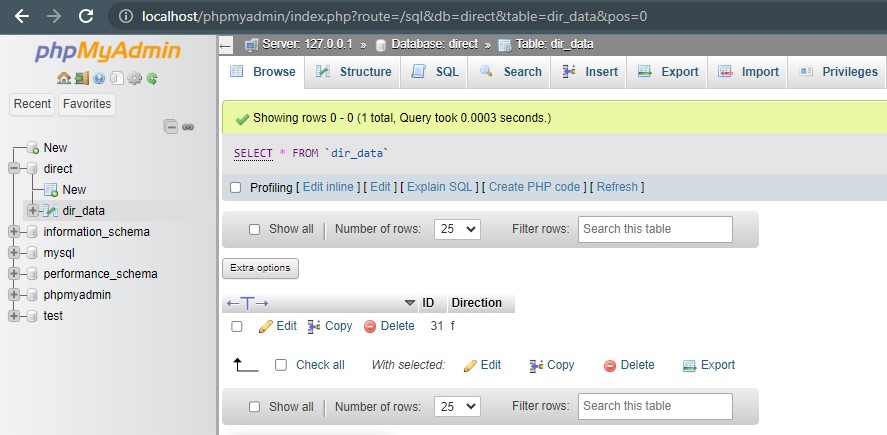 localhost/phpmyadmin/index.php?route=/sql&db=direct&table=dir_data&pos=0
phpMyAdmin
Recent Favorites
New
direct
New
dir_data
information_schema
mysql
performance_schema
phpmyadmin
test
Server: 127.0.0.1 » Database: direct » Table: dir_data
Browse Structure SQL Search Insert Export Import Privileges
Showing rows 0 - 0 (1 total, Query took 0.0003 seconds.)
SELECT * FROM `dir_data`
Profiling [ Edit inline ] [ Edit ] [ Explain SQL ] [ Create PHP code ] [ Refresh ]
Show all Number of rows: 25 Filter rows: Search this table
Extra options
←T→ ID Direction
Edit Copy Delete 31 f
Check all With selected: Edit Copy Delete Export
Show all Number of rows: 25 Filter rows: Search this table